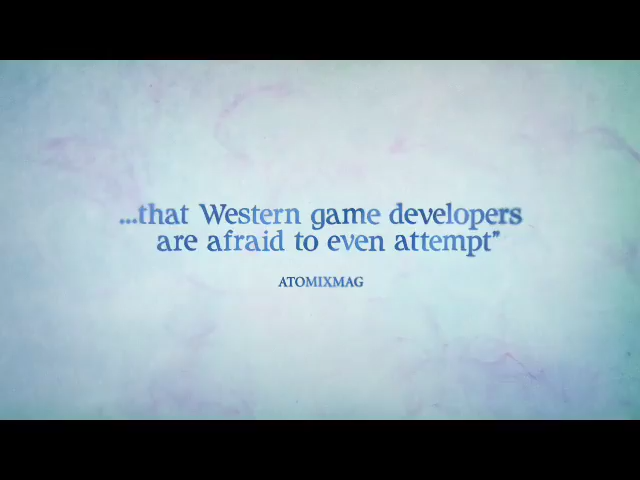 ...that Western game developers
are afraid to even attempt"
ATOMIXMAG